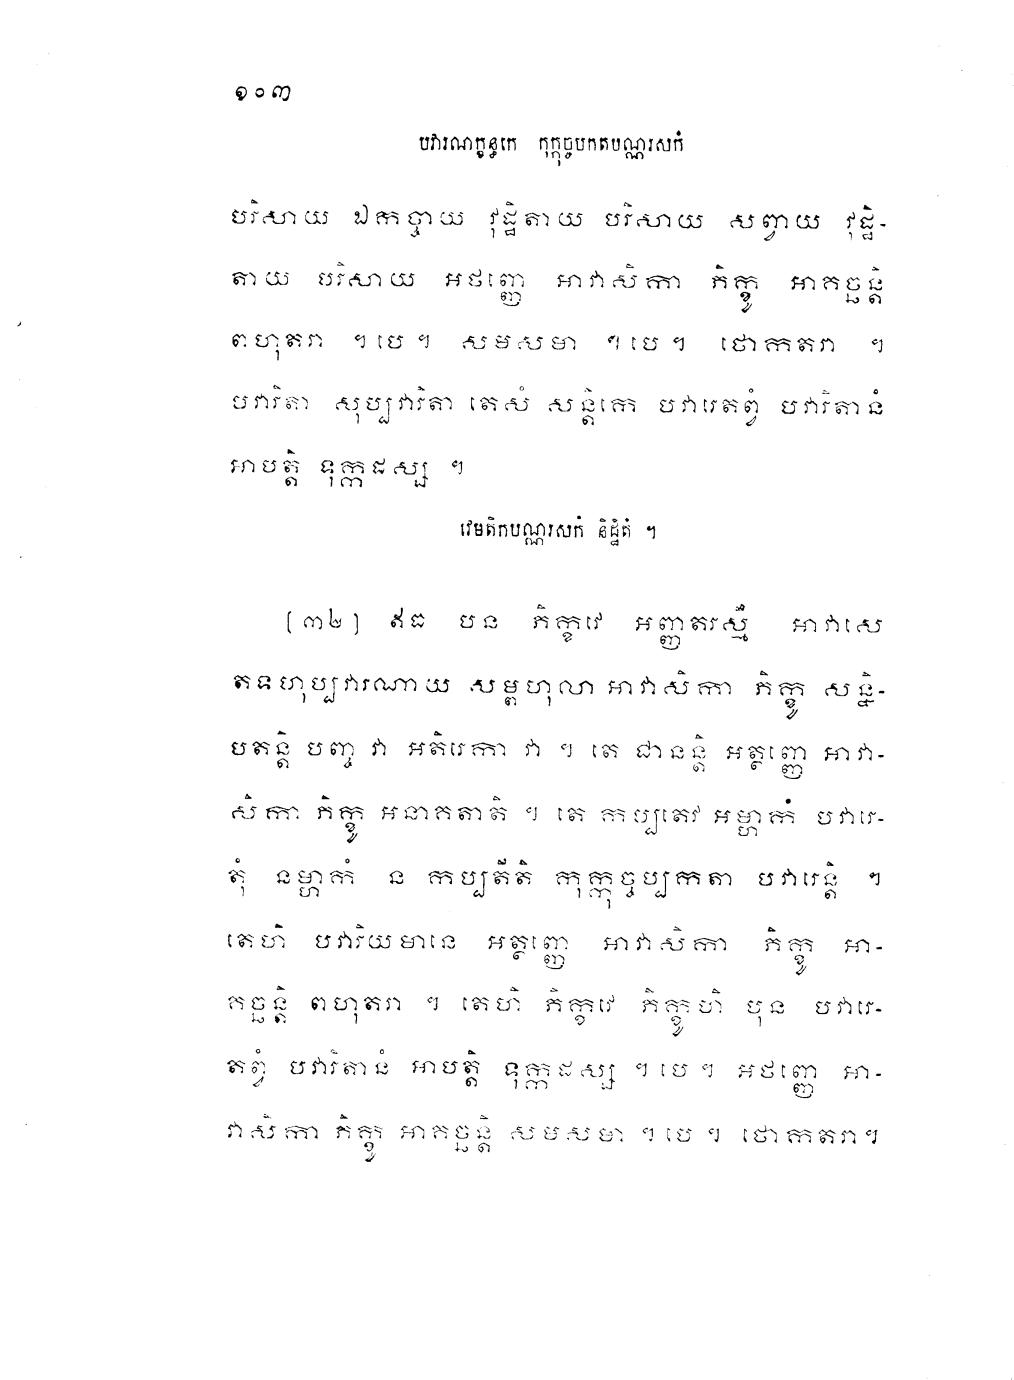 ១០៣
បវារណក្ខន្ធកេ កុក្កុច្ចបកតបណ្ណរសកំ
បរិសាយ ឯកច្ចាយ វុដ្ឋិតាយ បរិសាយ សព្វាយ វុដ្ឋិ-
តាយ បរិសាយ អថញ្ញេ អាវាសិកា ភិក្ខូ អាគច្ឆន្តិ
ពហុតរា ។ បេ ។ សមសមា ។ បេ ។ ថោកតរា ។
បវារិតា សុប្បវារិតា តេសំ សន្តិកេ បវារេតព្វំ បវារិតានំ
អាបត្តិ ទុក្កដស្ស ។
វេមតិកបណ្ណរសកំ និដ្ឋិតំ ។
[៣២] ឥធ បន ភិក្ខវេ អញ្ញតរស្មឹ អាវាសេ
តទហុប្បវារណាយ សម្ពហុលា អាវាសិកា ភិក្ខូ សន្និ-
បតន្តិ បញ្ច វា អតិរេកា វា ។ តេ ជានន្តិ អត្ថញ្ញេ អាវា-
សិកា ភិក្ខូ អនាគតាតិ ។ តេ កប្បតេវ អម្ហាកំ បវារេ-
តុំ នម្ហាកំ ន កប្បតីតិ កុក្កុច្ចប្បកតា បវារេន្តិ ។
តេហិ បវារិយមានេ អត្ថញ្ញេ អាវាសិកា ភិក្ខូ អា-
គច្ឆន្តិ ពហុតរា ។ តេហិ ភិក្ខវេ ភិក្ខូហិ បុន បវារេ-
តព្វំ បវារិតានំ អាបត្តិ ទុក្កដស្ស ។ បេ ។ អថញ្ញេ អា-
វាសិកា ភិក្ខូ អាគច្ឆន្តិ សមសមា ។ បេ ។ ថោកតរា។